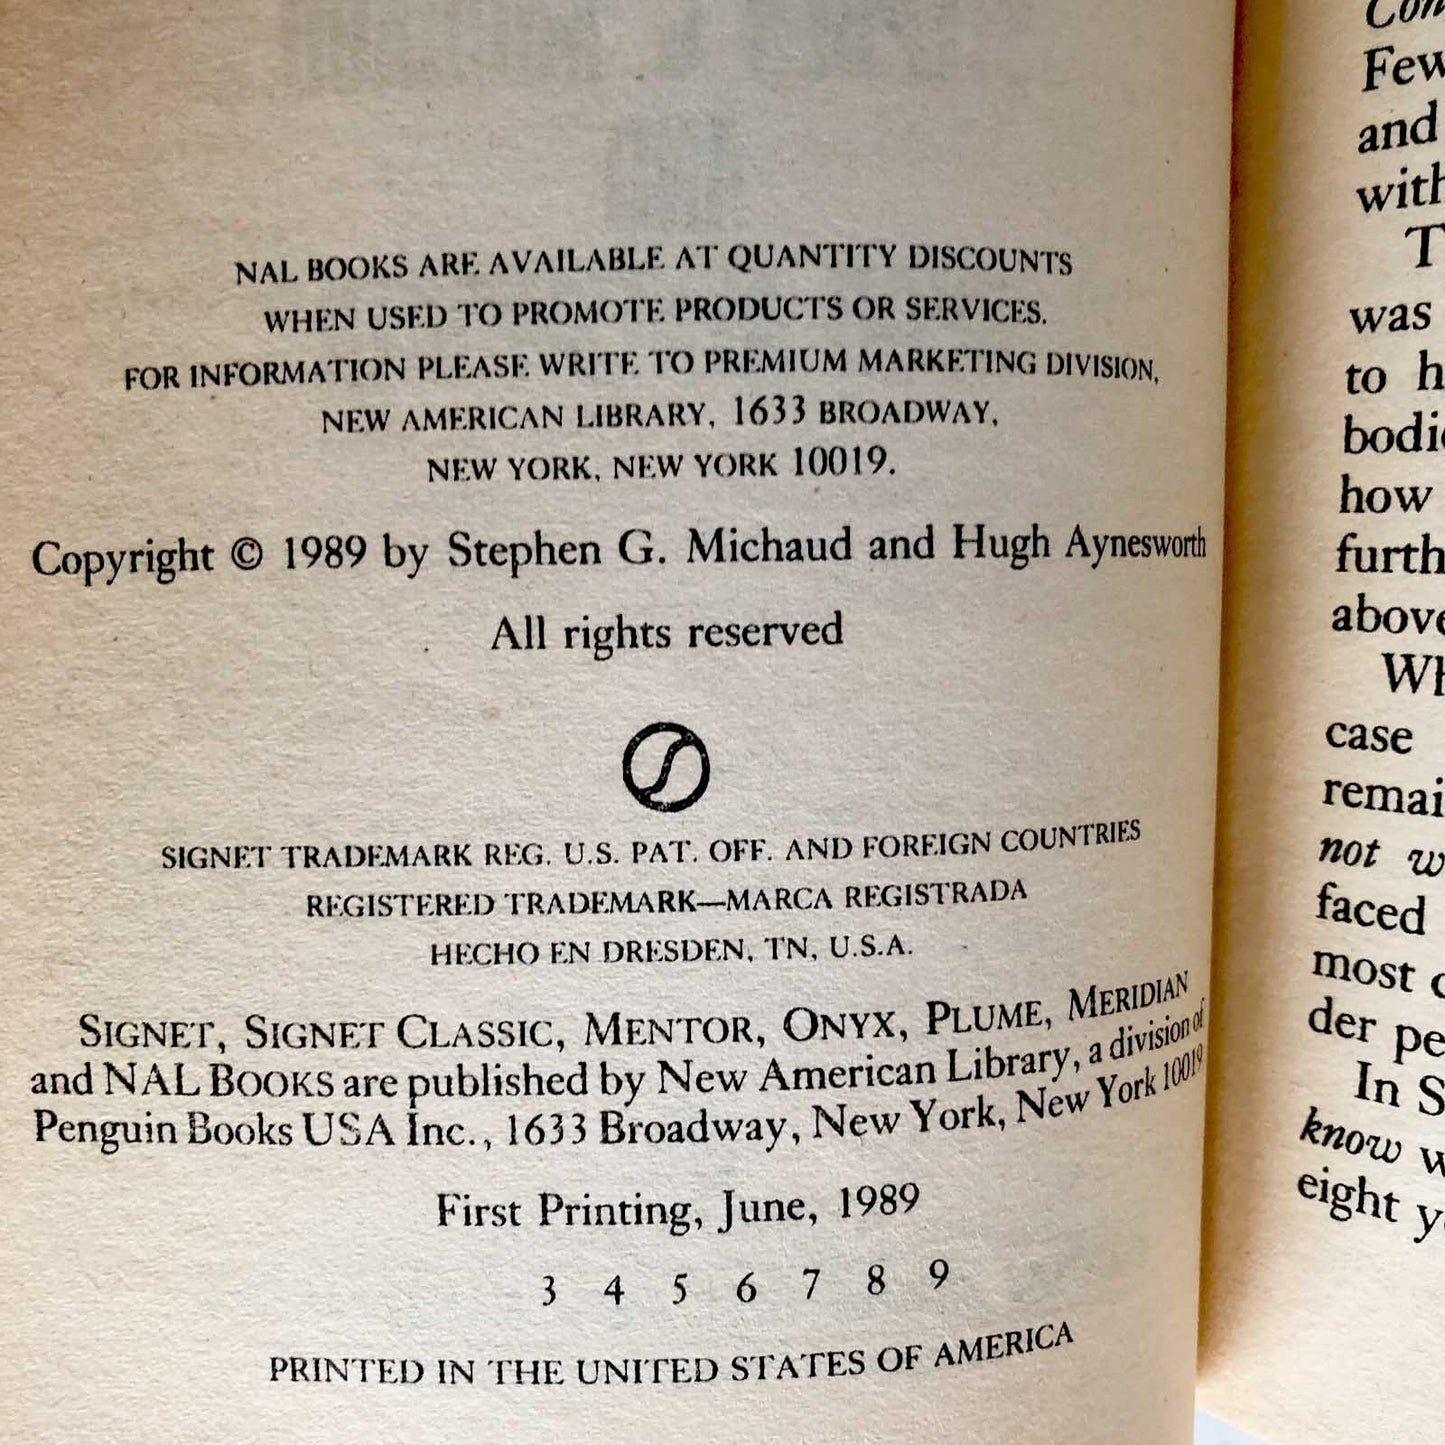 NAL BOOKS ARE AVAILABLE AT QUANTITY DISCOUNTS
WHEN USED TO PROMOTE PRODUCTS OR SERVICES.
FOR INFORMATION PLEASE WRITE TO PREMIUM MARKETING DIVISION,
NEW AMERICAN LIBRARY, 1633 BROADWAY,
NEW YORK, NEW YORK 10019.
Copyright © 1989 by Stephen G. Michaud and Hugh Aynesworth
All rights reserved
SIGNET TRADEMARK REG. U.S. PAT. OFF. AND FOREIGN COUNTRIES
REGISTERED TRADEMARK—MARCA REGISTRADA
HECHO EN DRESDEN, TN, U.S.A.
SIGNET, SIGNET CLASSIC, MENTOR, ONYX, PLUME, MERIDIAN
and NAL BOOKS are published by New American Library, a division of
Penguin Books USA Inc., 1633 Broadway, New York, New York 10019
First Printing, June, 1989
3 4 5 6 7 8 9
PRINTED IN THE UNITED STATES OF AMERICA
Few
and
with
was
to h
bodi
how
furth
above
Wh
case
remai
not w
faced
most
der pe
In S
know w
eight y